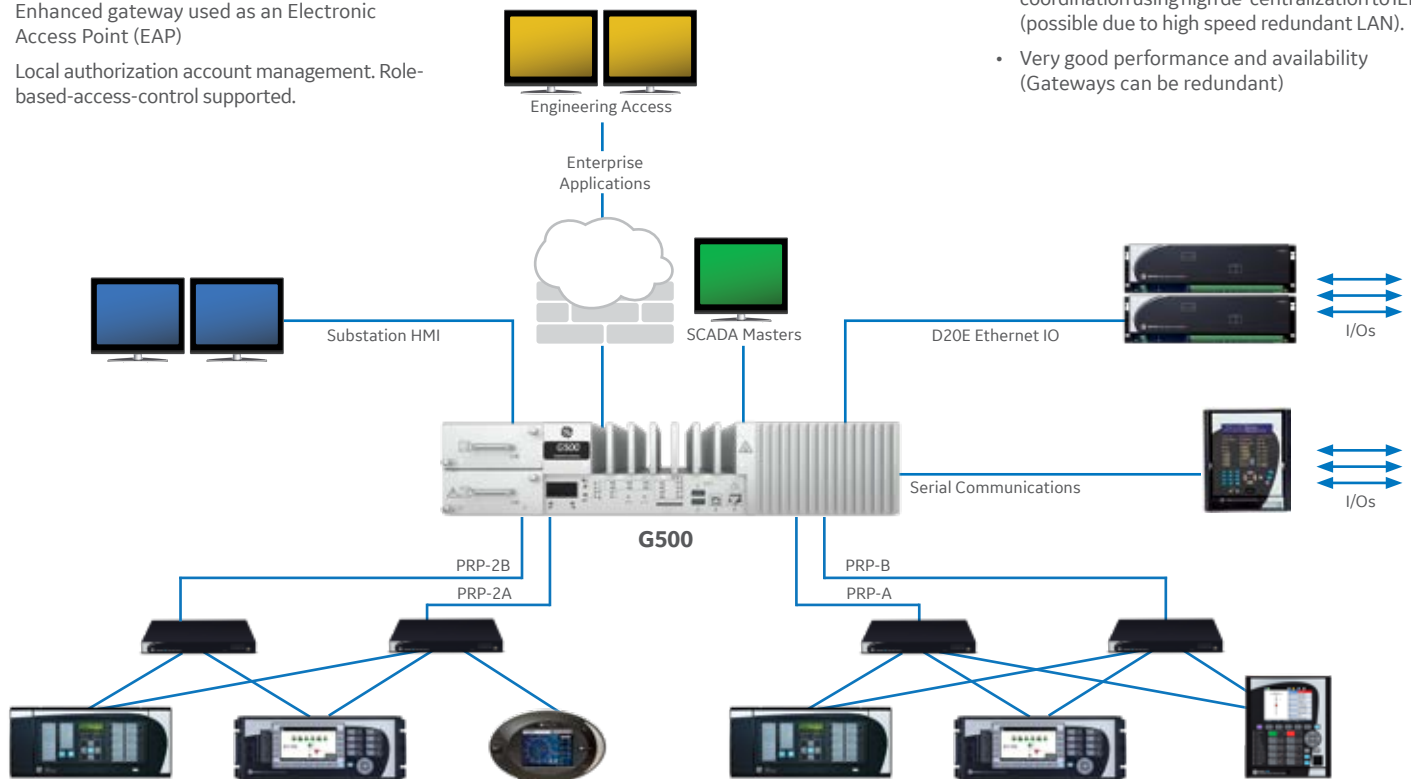 Enhanced gateway used as an Electronic
Access Point (EAP)
Local authorization account management. Role-
based-access-control supported.
(possible due to high speed redundant LAN).
• Very good performance and availability
(Gateways can be redundant)
Engineering Access
Enterprise
Applications
Substation HMI
SCADA Masters
D20E Ethernet IO
I/Os
Serial Communications
I/Os
G500
G500
PRP-2B
PRP-2A
PRP-B
PRP-A